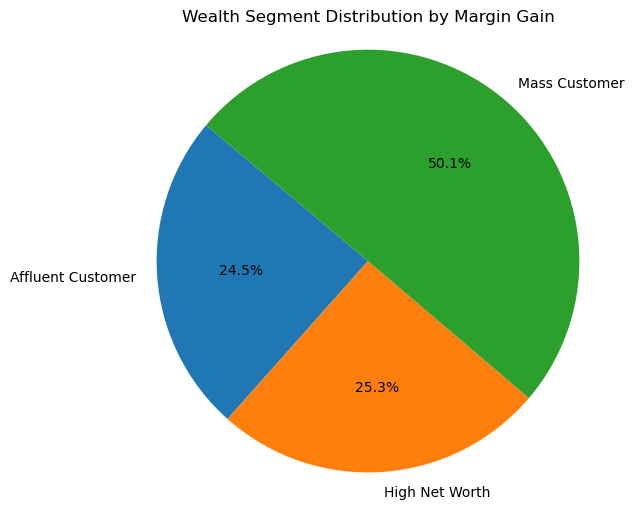 Wealth Segment Distribution by Margin Gain
Mass Customer
50.1%
Affluent Customer
24.5%
25.3%
High Net Worth